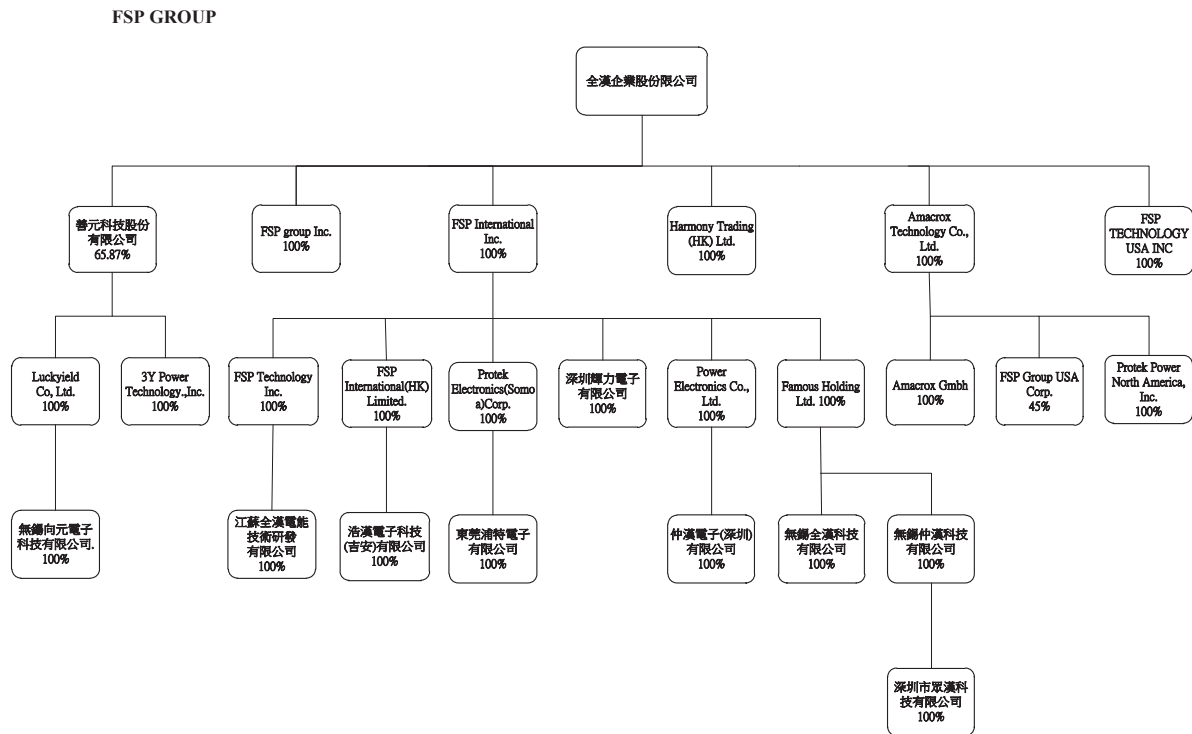 FSP GROUP
全漢企業股份限公司
善元科技股份
有限公司
65.87%
FSP group Inc.
100%
FSP International
Inc.
100%
Harmony Trading
(HK) Ltd.
100%
Amacrox
Technology Co.,
Ltd.
100%
FSP
TECHNOLOGY
USA INC
100%
Luckyield
Co, Ltd.
100%
3Y Power
Technology.,Inc.
100%
FSP Technology
Inc.
100%
FSP
International(HK)
Limited.
100%
Protek
Electronics(Somo
a)Corp.
100%
深圳輝力電子
有限公司
100%
Power
Electronics Co.,
Ltd.
100%
Famous Holding
Ltd. 100%
Amacrox Gmbh
100%
FSP Group USA
Corp.
45%
Protek Power
North America,
Inc.
100%
無錫向元電子
科技有限公司.
100%
江蘇全漢電能
技術研發
有限公司
100%
浩漢電子科技
(吉安)有限公司
100%
東莞浦特電子
有限公司
100%
仲漢電子(深圳)
有限公司
100%
無錫全漢科技
有限公司
100%
無錫仲漢科技
有限公司
100%
深圳市眾漢科
技有限公司
100%